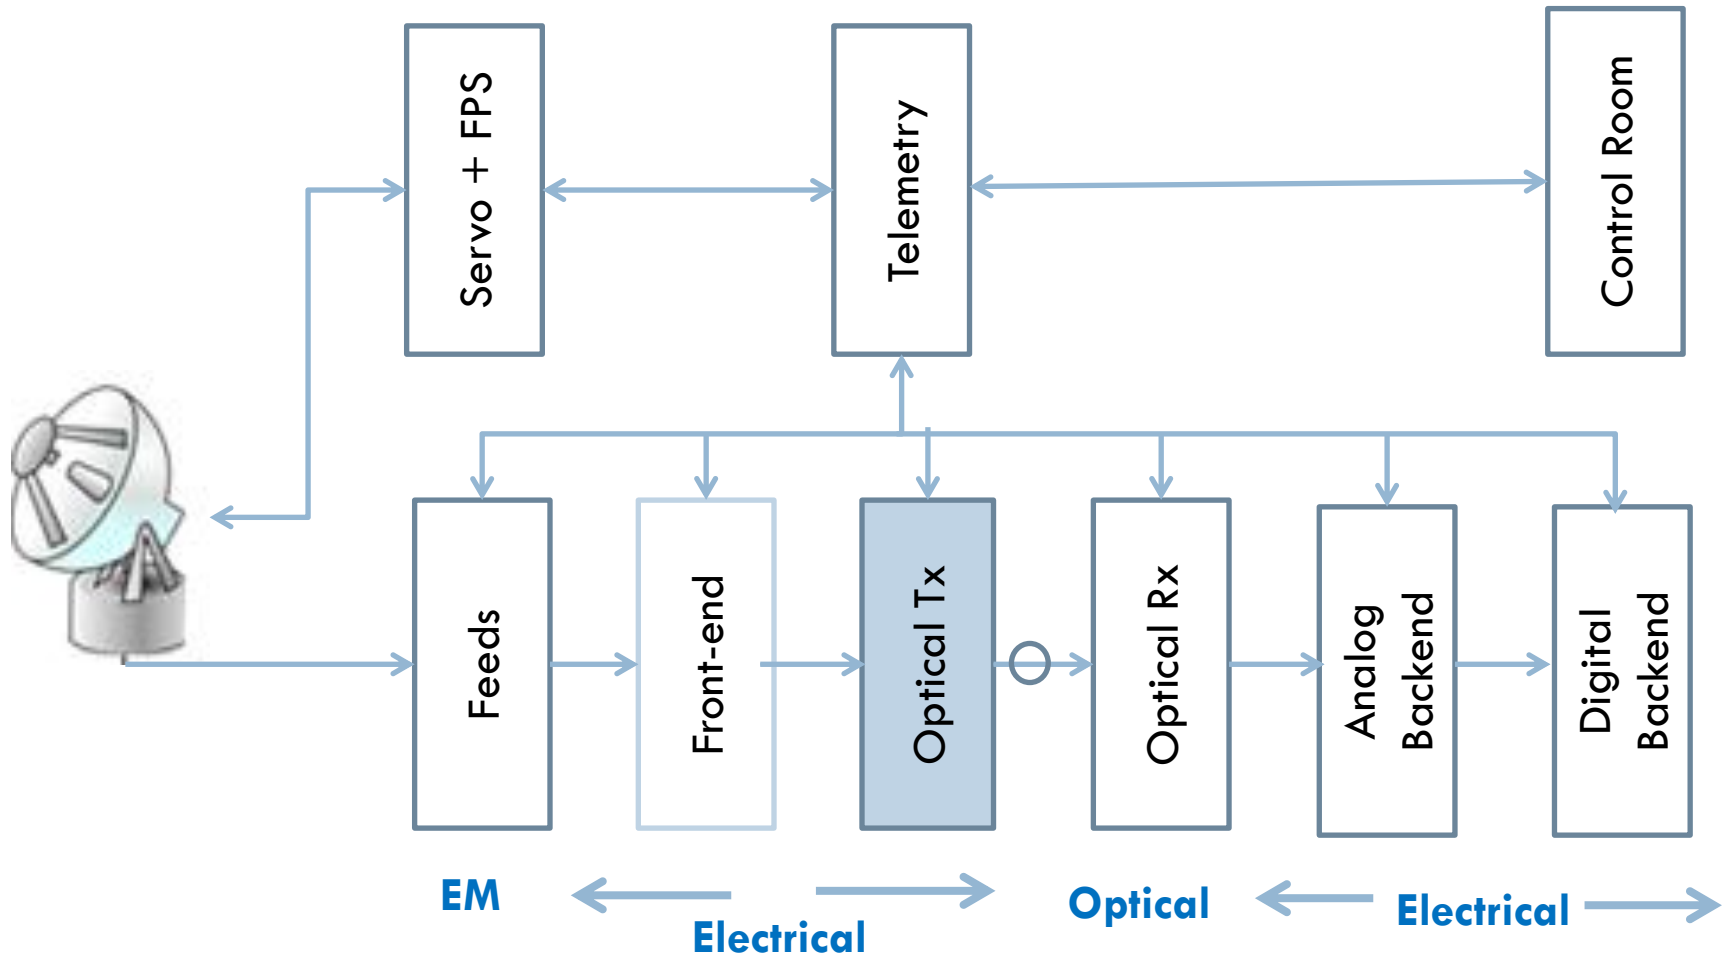 Servo + FPS
Telemetry
Control Room
Feeds
Front-end
Optical Tx
Optical Rx
Analog
Backend
Digital
Backend
EM
Electrical
Optical
Electrical